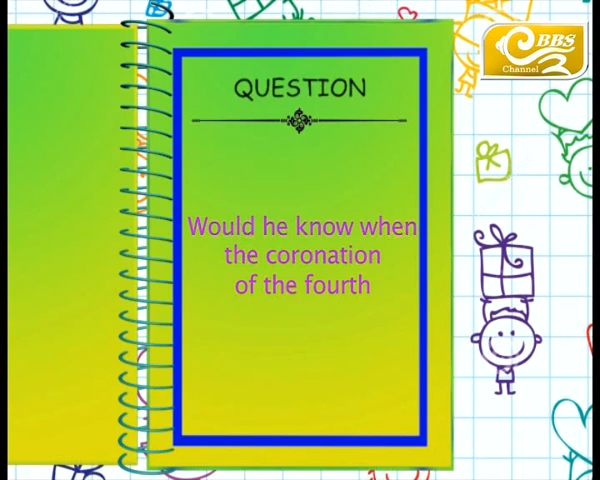 BBS
Channel 2
QUESTION
Would he know when
the coronation
of the fourth